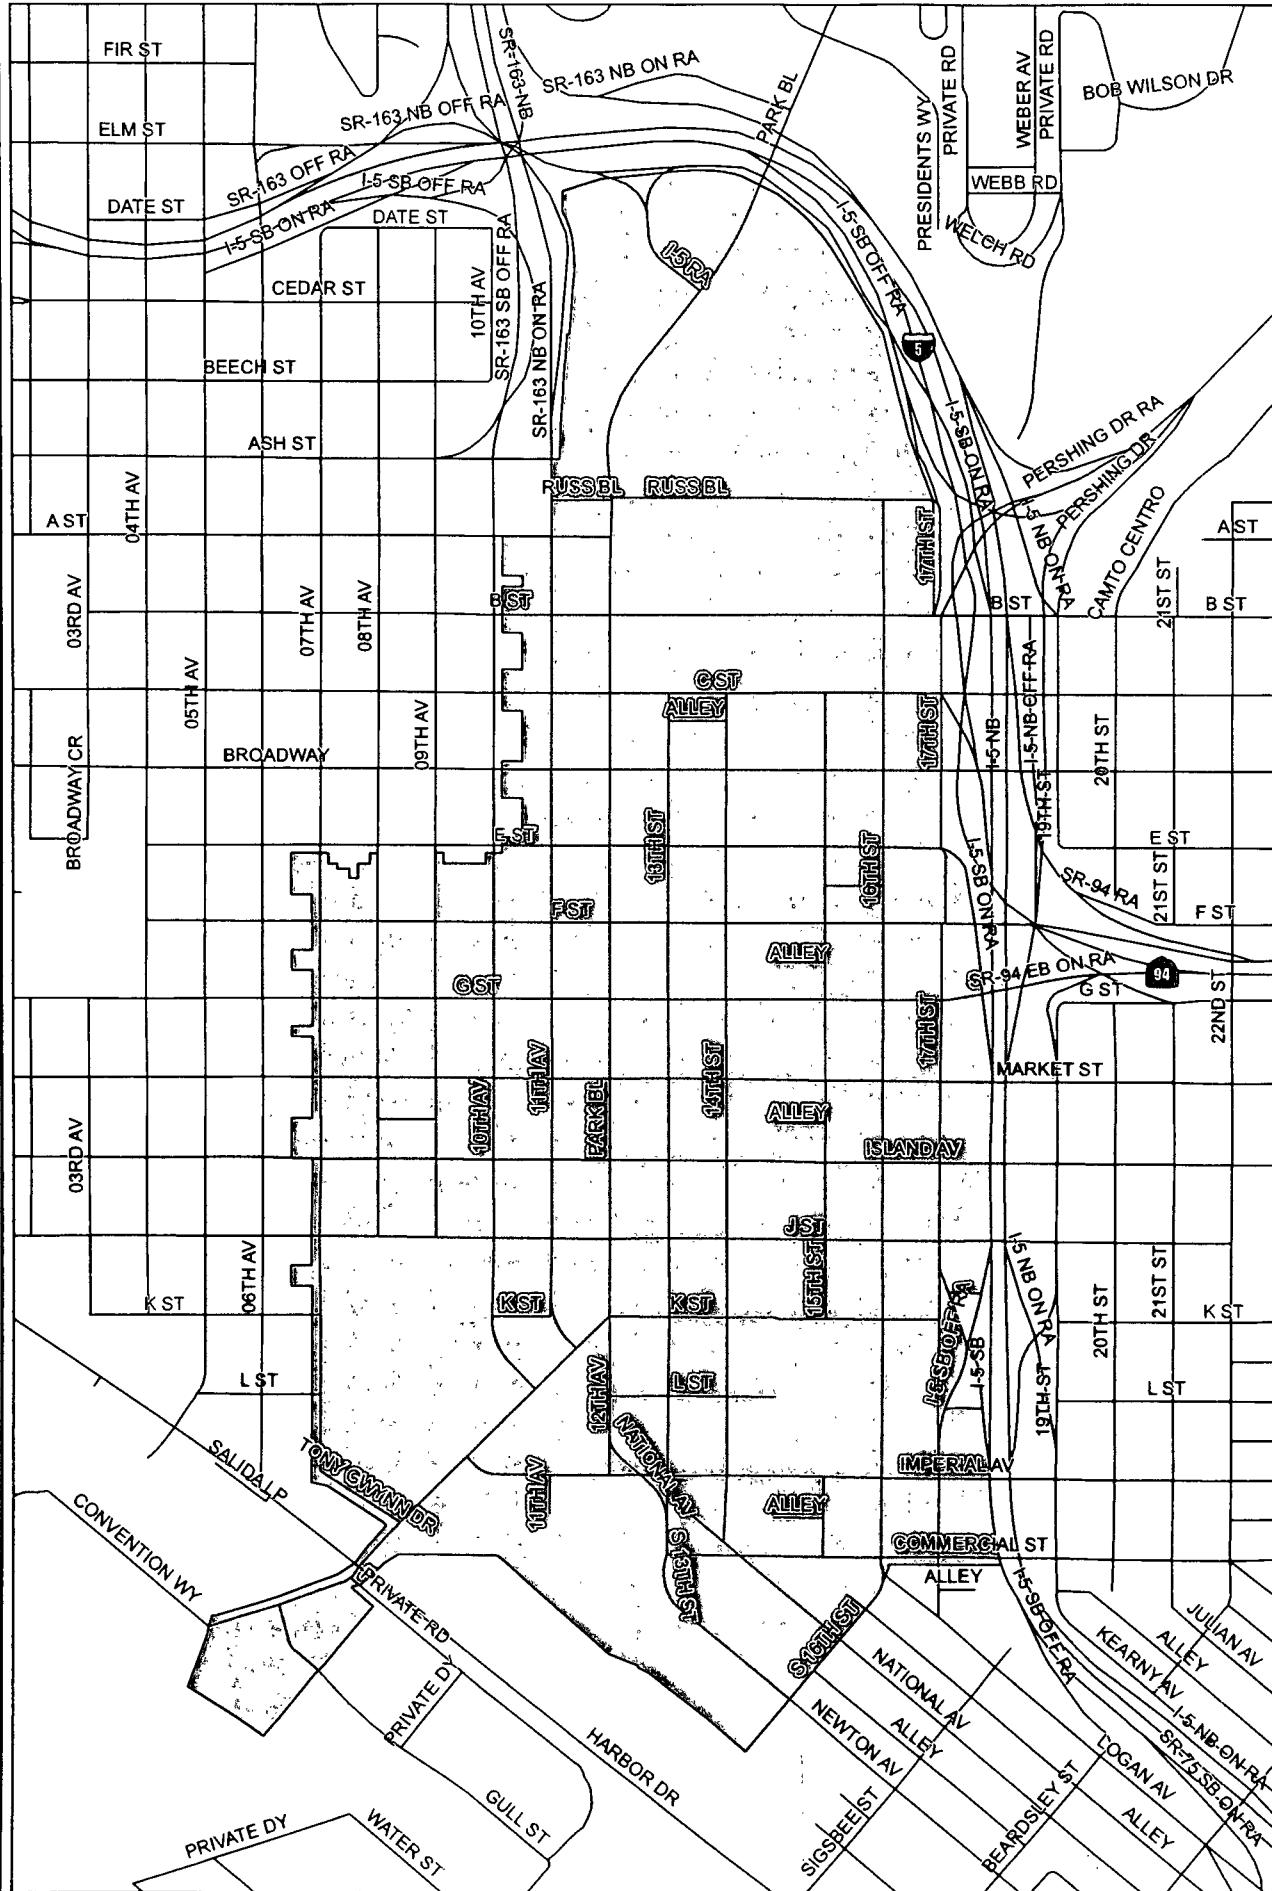 FIR ST
SR-163 NB
SR-163 NB ON RA
PARK BL
PRESIDENTS WY
PRIVATE RD
WEBER AV
PRIVATE RD
BOB WILSON DR
ELM ST
SR-163 NB OFF RA
SR-163 OFF RA
I-5 SB OFF RA
WEBB RD
DATE ST
I-5 SB ON RA
DATE ST
WELCH RD
I-5 RA
I-5 SB OFF RA
CEDAR ST
10TH AV
SR-163 SB OFF RA
SR-163 NB ON RA
5
BEECH ST
ASH ST
I-5 SB ON RA
PERSHING DR RA
PERSHING DR
RUSS BL
RUSS BL
04TH AV
A ST
17TH ST
I-5 NB ON RA
CAMTO CENTRO
A ST
03RD AV
07TH AV
08TH AV
B ST
B ST
21ST ST
B ST
05TH AV
C ST
ALLEY
I-5 NB OFF RA
BROADWAY CR
BROADWAY
09TH AV
17TH ST
I-5 NB
20TH ST
E ST
13TH ST
16TH ST
I-5 SB ON RA
19TH ST
E ST
SR-94 RA
21ST ST
F ST
F ST
ALLEY
SR-94 EB ON RA
94
G ST
G ST
22ND ST
17TH ST
11TH AV
14TH ST
MARKET ST
03RD AV
10TH AV
PARK BL
ALLEY
ISLAND AV
06TH AV
J ST
15TH ST
I-5 NB ON RA
K ST
K ST
K ST
I-5 SB OFF RA
I-5 SB
20TH ST
21ST ST
K ST
L ST
12TH AV
L ST
19TH ST
L ST
SALIDA LP
TONY GWYNN DR
NATIONAL AV
IMPERIAL AV
CONVENTION WY
11TH AV
ALLEY
S 13TH ST
COMMERCIAL ST
ALLEY
PRIVATE RD
I-5 SB OFF RA
S 16TH ST
JULIAN AV
ALLEY
KEARNY AV
PRIVATE DY
NATIONAL AV
ALLEY
NEWTON AV
I-5 NB ON RA
SR-75 SB ON RA
HARBOR DR
LOGAN AV
GULL ST
SIGSBEE ST
BEARDSLEY ST
ALLEY
PRIVATE DY
WATER ST